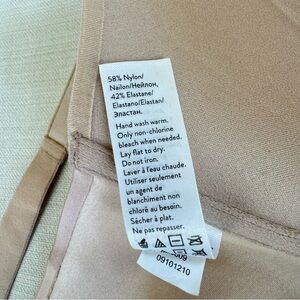 58% Nylon/
Nailon/Нейлон,
42% Elastane/
Elastano/Elastan/
Эластан.
Hand wash warm.
Only non-chlorine
bleach when needed.
Lay flat to dry.
Do not iron.
Laver à l'eau chaude.
Utiliser seulement
un agent de
blanchiment non
chloré au besoin.
Sécher à plat.
Ne pas repasser.
09101210